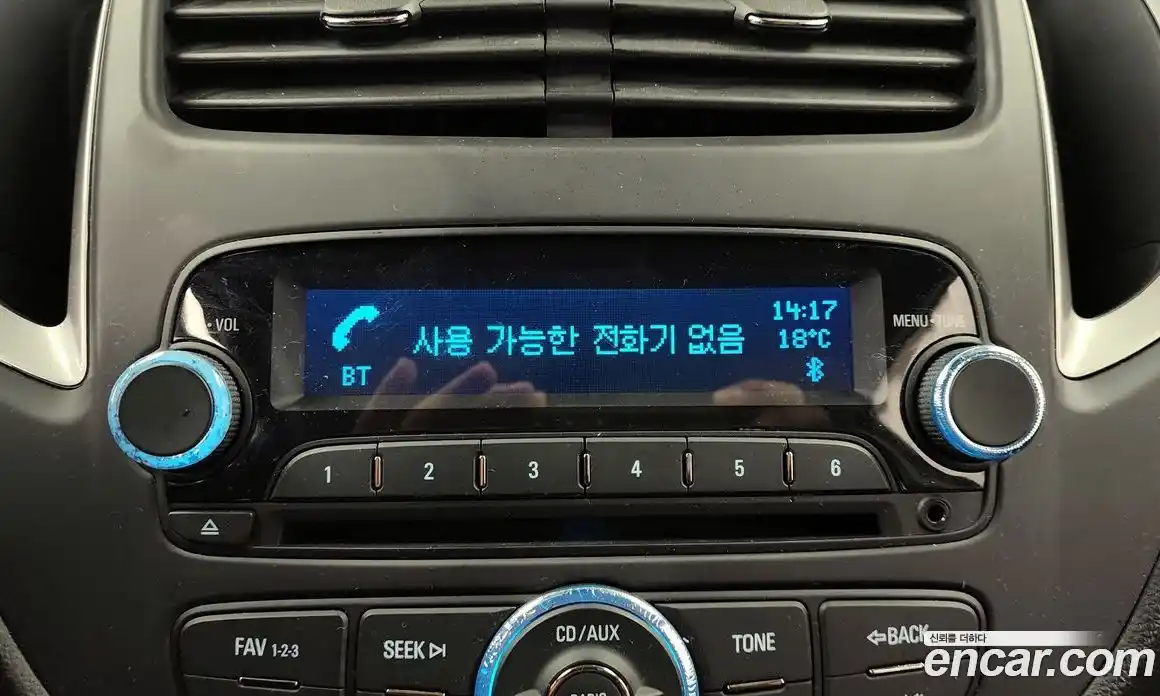 VOL
MENU•TUNE
14:17
사용 가능한 전화기 없음
18°C
BT
1 2 3 4 5 6
CD/AUX
FAV 1-2-3
SEEK
TONE
BACK
RADIO
신뢰를 더하다
encar.com